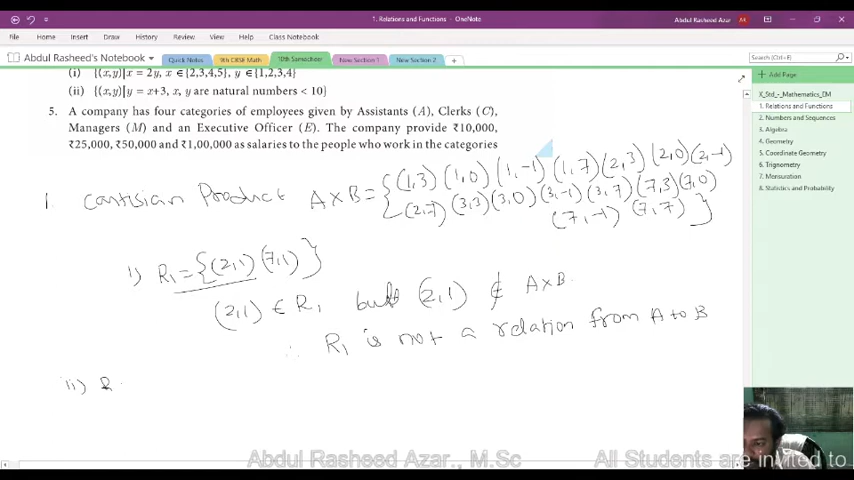 1. Relations and Functions - OneNote
Abdul Rasheed Azar AR
File Home Insert Draw History Review View Help Class Notebook
Abdul Rasheed's Notebook Quick Notes 9th CBSE Math 10th Samacheer New Section 1 New Section 2 + Search (Ctrl+E)
Add Page
X_Std_- Mathematics_EM
1. Relations and Functions
2. Numbers and Sequences
3. Algebra
4. Geometry
5. Coordinate Geometry
6. Trigonometry
7. Mensuration
8. Statistics and Probability
(i) {(x,y)|x = 2y, x ∈{2,3,4,5}, y ∈{1,2,3,4}
(ii) {(x,y)|y = x+3, x, y are natural numbers < 10}
5. A company has four categories of employees given by Assistants (A), Clerks (C),
Managers (M) and an Executive Officer (E). The company provide ₹10,000,
₹25,000, ₹50,000 and ₹1,00,000 as salaries to the people who work in the categories
1. Cartisian Product A×B = {(1,3) (1,0) (1,-1) (1,7) (2,3) (2,0) (2,-1)
(2,7) (3,3) (3,0) (3,-1) (3,7) (7,3) (7,0)
(7,-1) (7,7) }
i) R₁ = {(2,1) (7,1)}
(2,1) ∈ R₁ but (2,1) ∉ A×B.
∴ R₁ is not a relation from A to B
ii) R
Abdul Rasheed Azar., M.Sc All Students are invited to